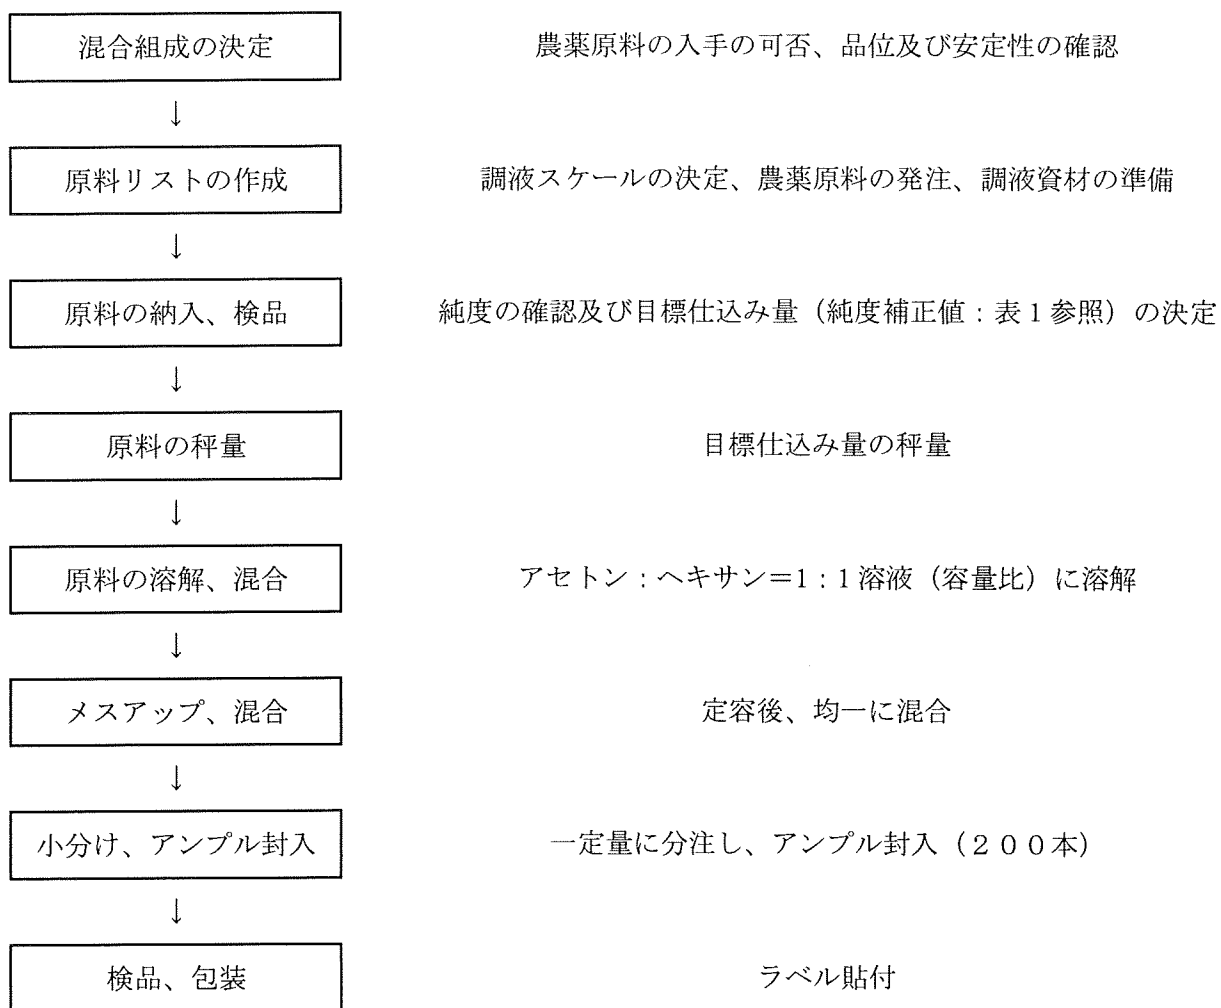 混合組成の決定 農薬原料の入手の可否、品位及び安定性の確認
↓
原料リストの作成 調液スケールの決定、農薬原料の発注、調液資材の準備
↓
原料の納入、検品 純度の確認及び目標仕込み量（純度補正値：表１参照）の決定
↓
原料の秤量 目標仕込み量の秤量
↓
原料の溶解、混合 アセトン：ヘキサン＝1：1溶液（容量比）に溶解
↓
メスアップ、混合 定容後、均一に混合
↓
小分け、アンプル封入 一定量に分注し、アンプル封入（２００本）
↓
検品、包装 ラベル貼付